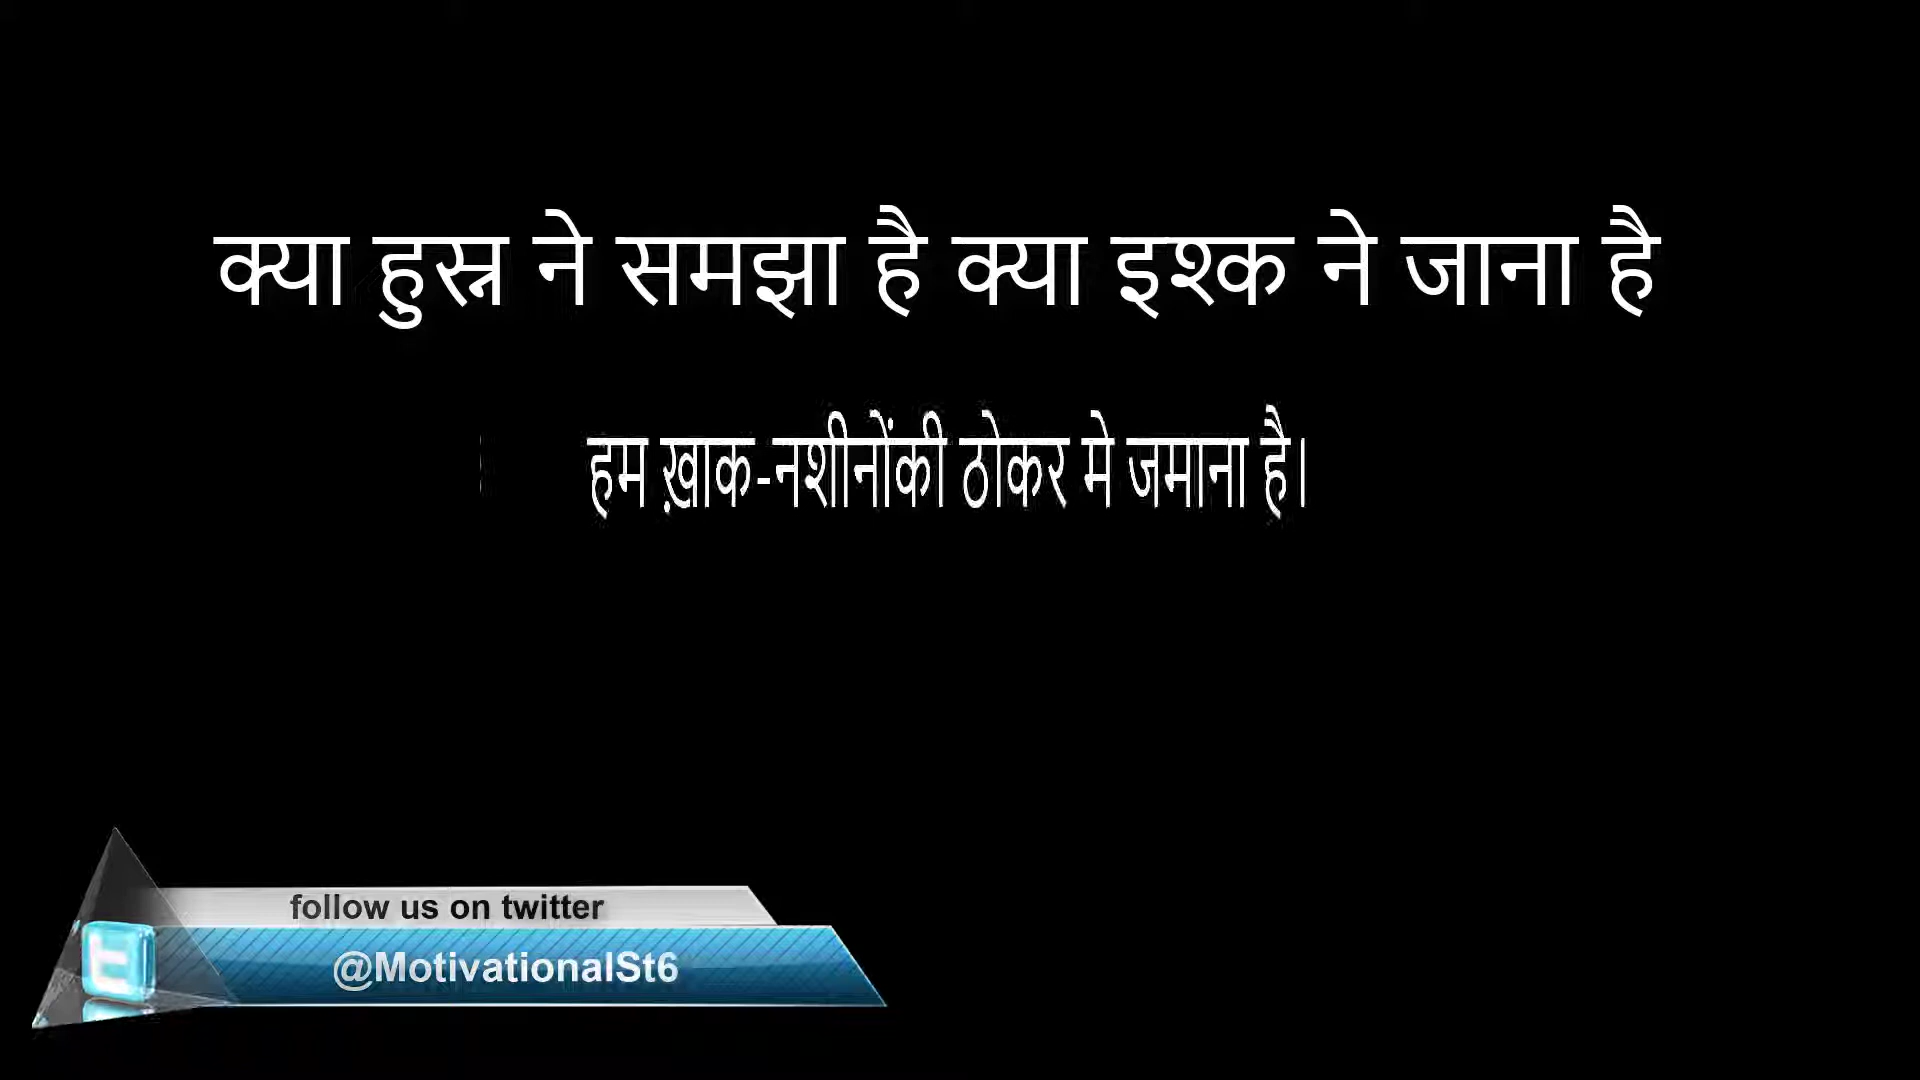 क्या हुस्न ने समझा है क्या इश्क ने जाना है
हम ख़ाक-नशीनोंकी ठोकर मे जमाना है।
follow us on twitter
@MotivationalSt6